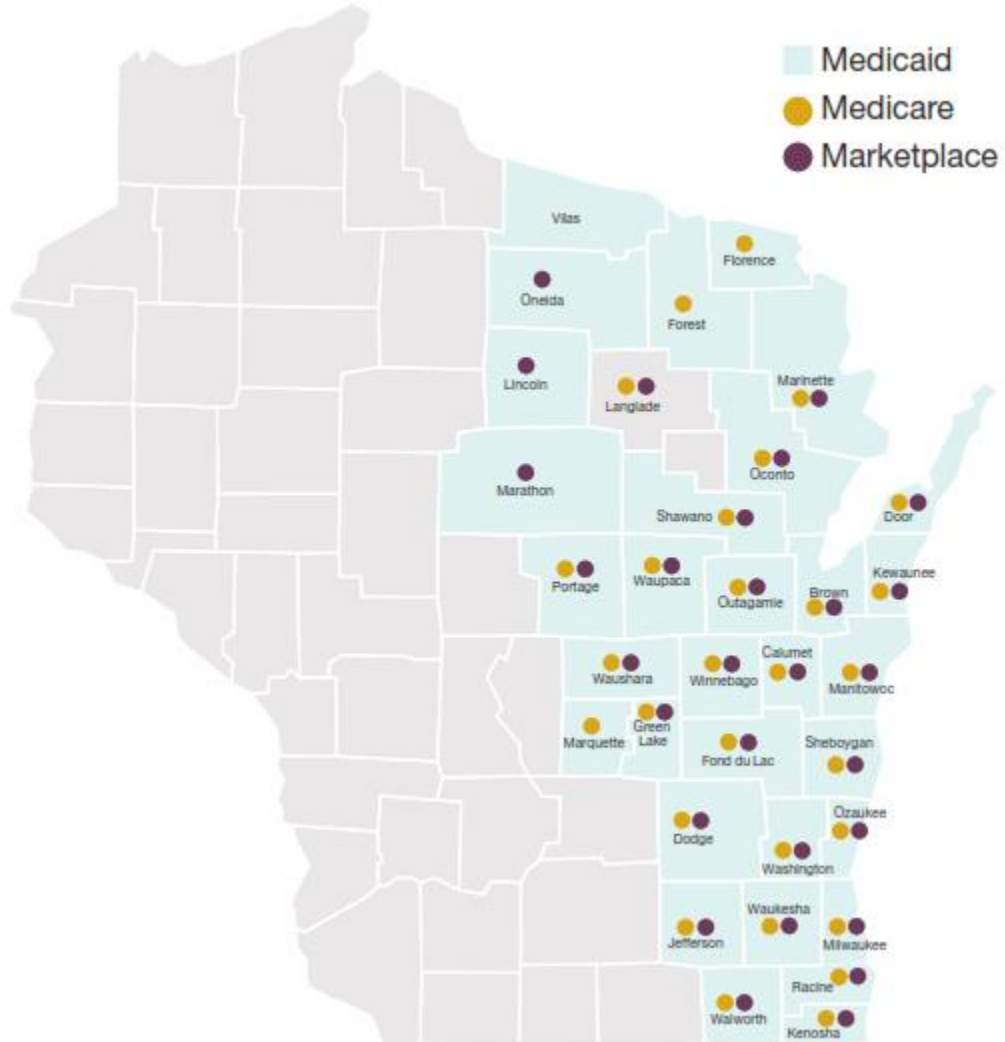 Medicaid
Medicare
Marketplace
Vilas
Florence
Oneida
Forest
Lincoln
Marinette
Langlade
Oconto
Marathon
Shawano
Door
Kewaunee
Portage
Waupaca
Outagamie
Brown
Calumet
Waushara
Winnebago
Manitowoc
Marquette
Green
Lake
Fond du Lac
Sheboygan
Ozaukee
Dodge
Washington
Waukesha
Jefferson
Milwaukee
Racine
Walworth
Kenosha